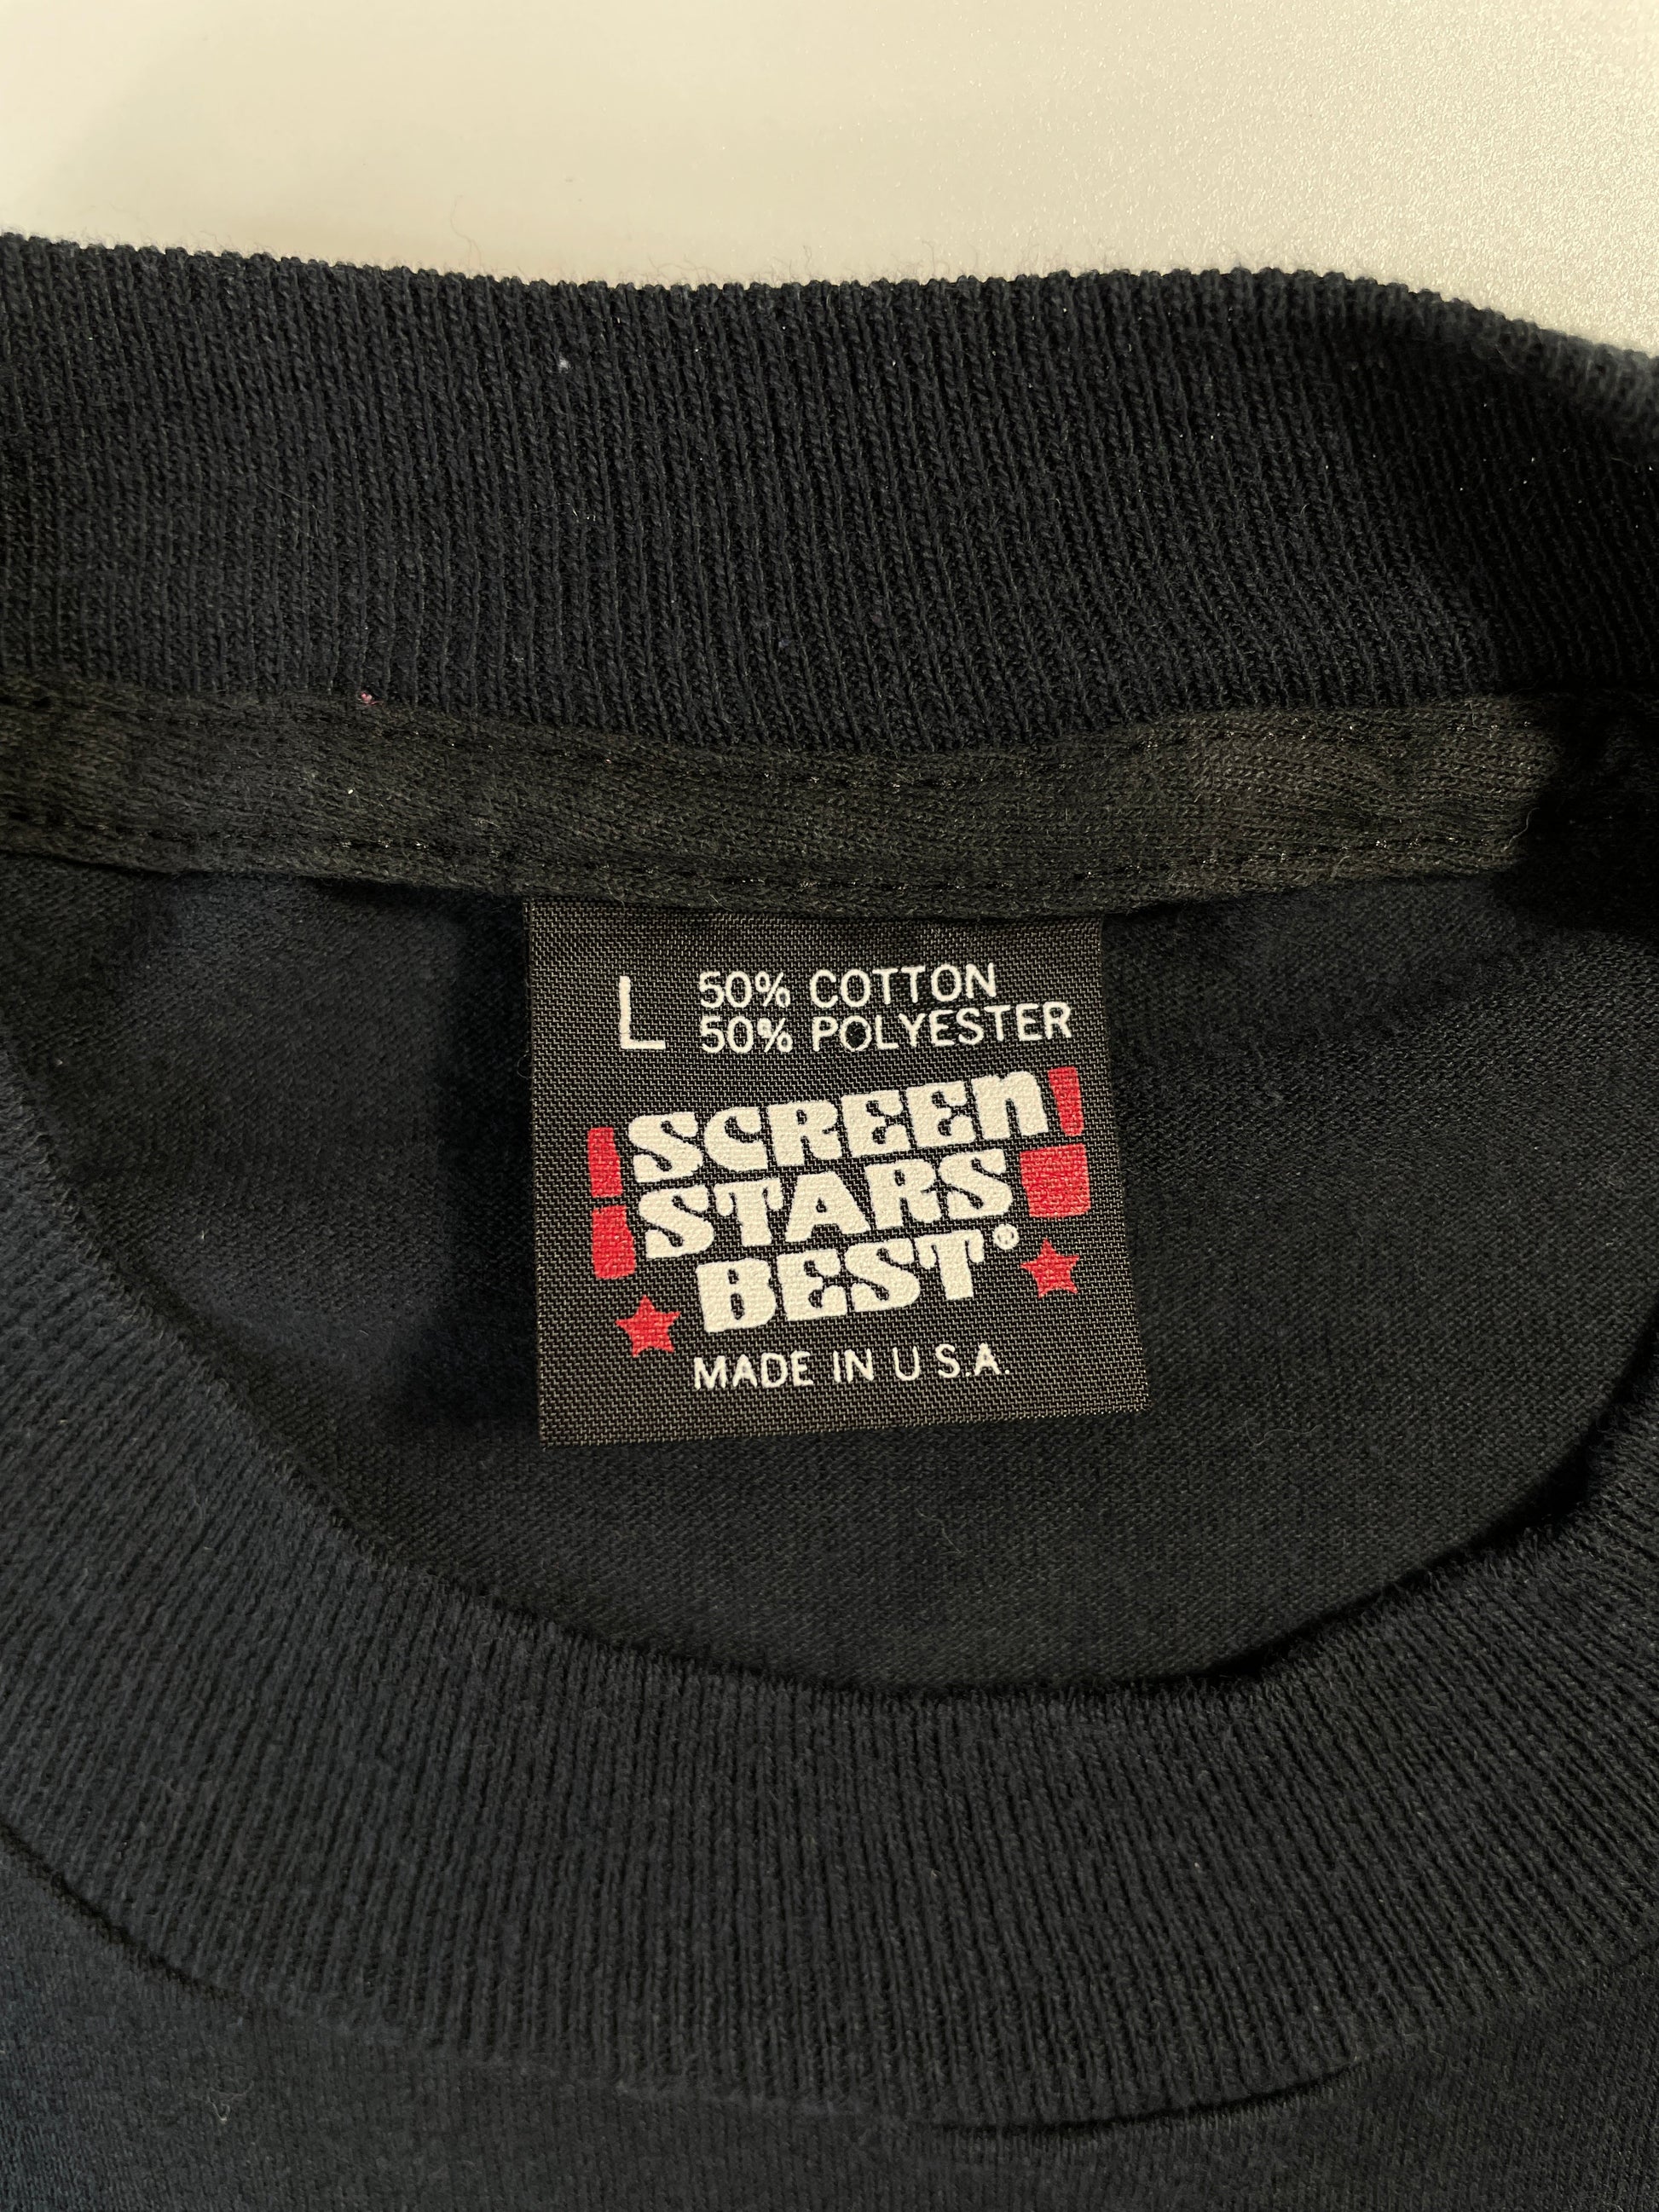 L 50% COTTON
50% POLYESTER
SCREEN
STARS
BEST®
MADE IN U S.A.